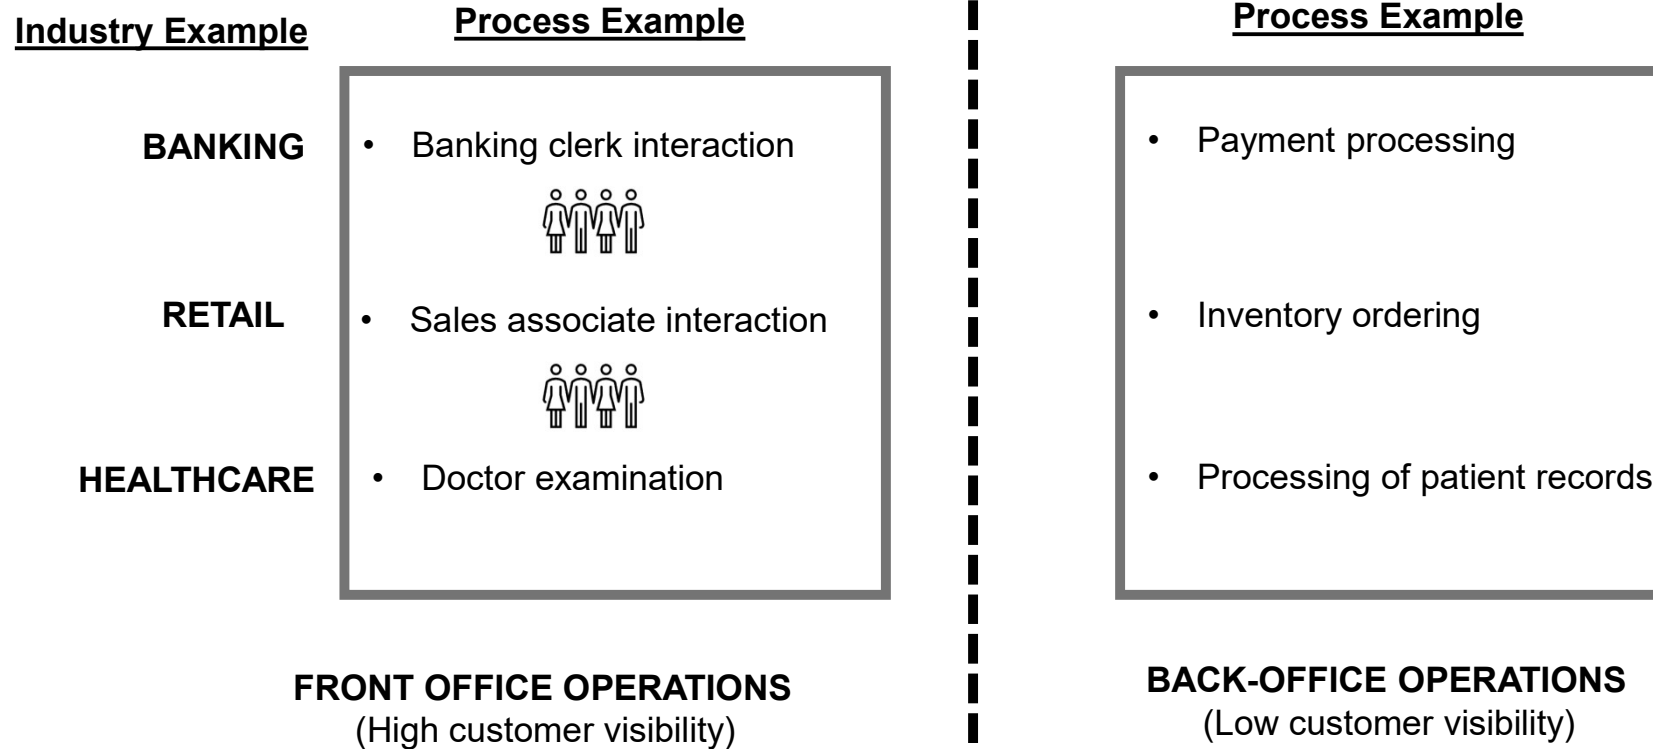 Industry Example
Process Example
Process Example
BANKING
• Banking clerk interaction
• Payment processing
RETAIL
• Sales associate interaction
• Inventory ordering
HEALTHCARE
• Doctor examination
• Processing of patient records
FRONT OFFICE OPERATIONS
(High customer visibility)
BACK-OFFICE OPERATIONS
(Low customer visibility)